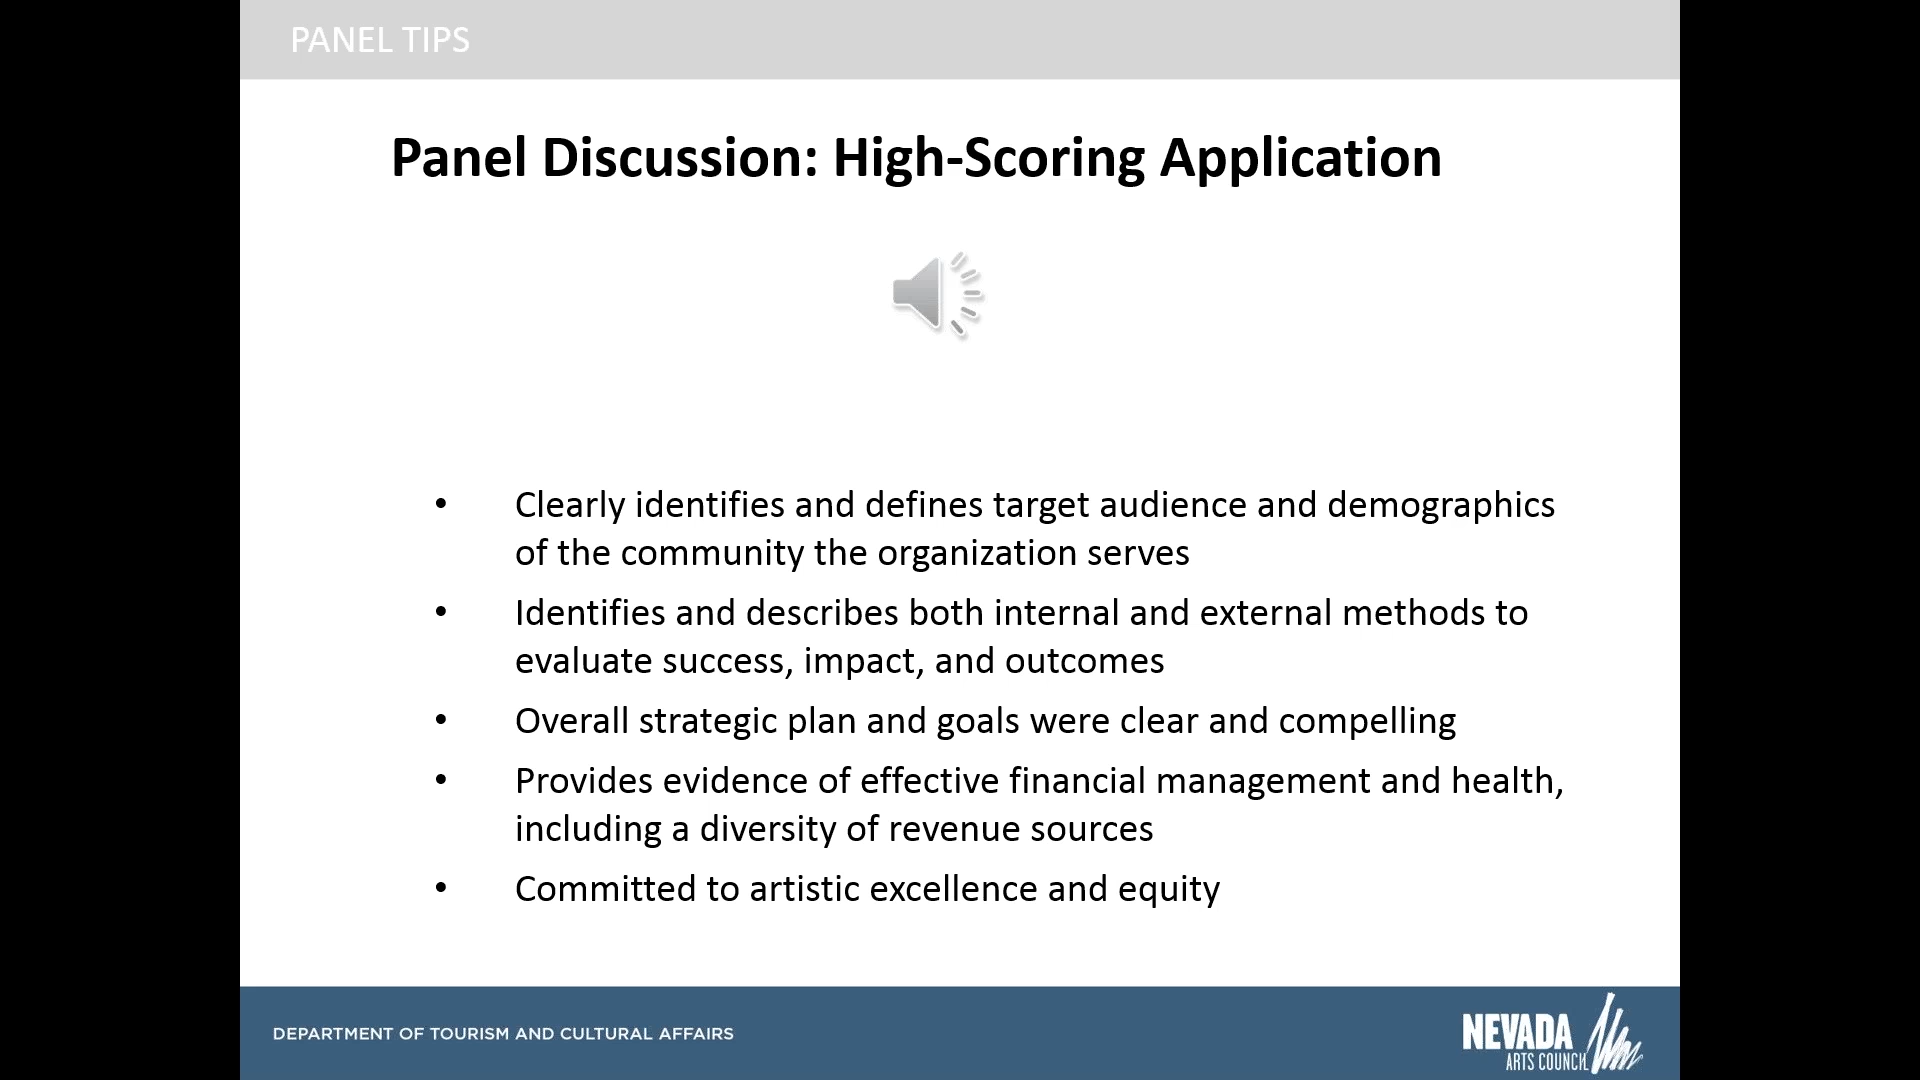 PANEL TIPS
Panel Discussion: High-Scoring Application
• Clearly identifies and defines target audience and demographics
of the community the organization serves
• Identifies and describes both internal and external methods to
evaluate success, impact, and outcomes
• Overall strategic plan and goals were clear and compelling
• Provides evidence of effective financial management and health,
including a diversity of revenue sources
• Committed to artistic excellence and equity
DEPARTMENT OF TOURISM AND CULTURAL AFFAIRS
NEVADA
ARTS COUNCIL